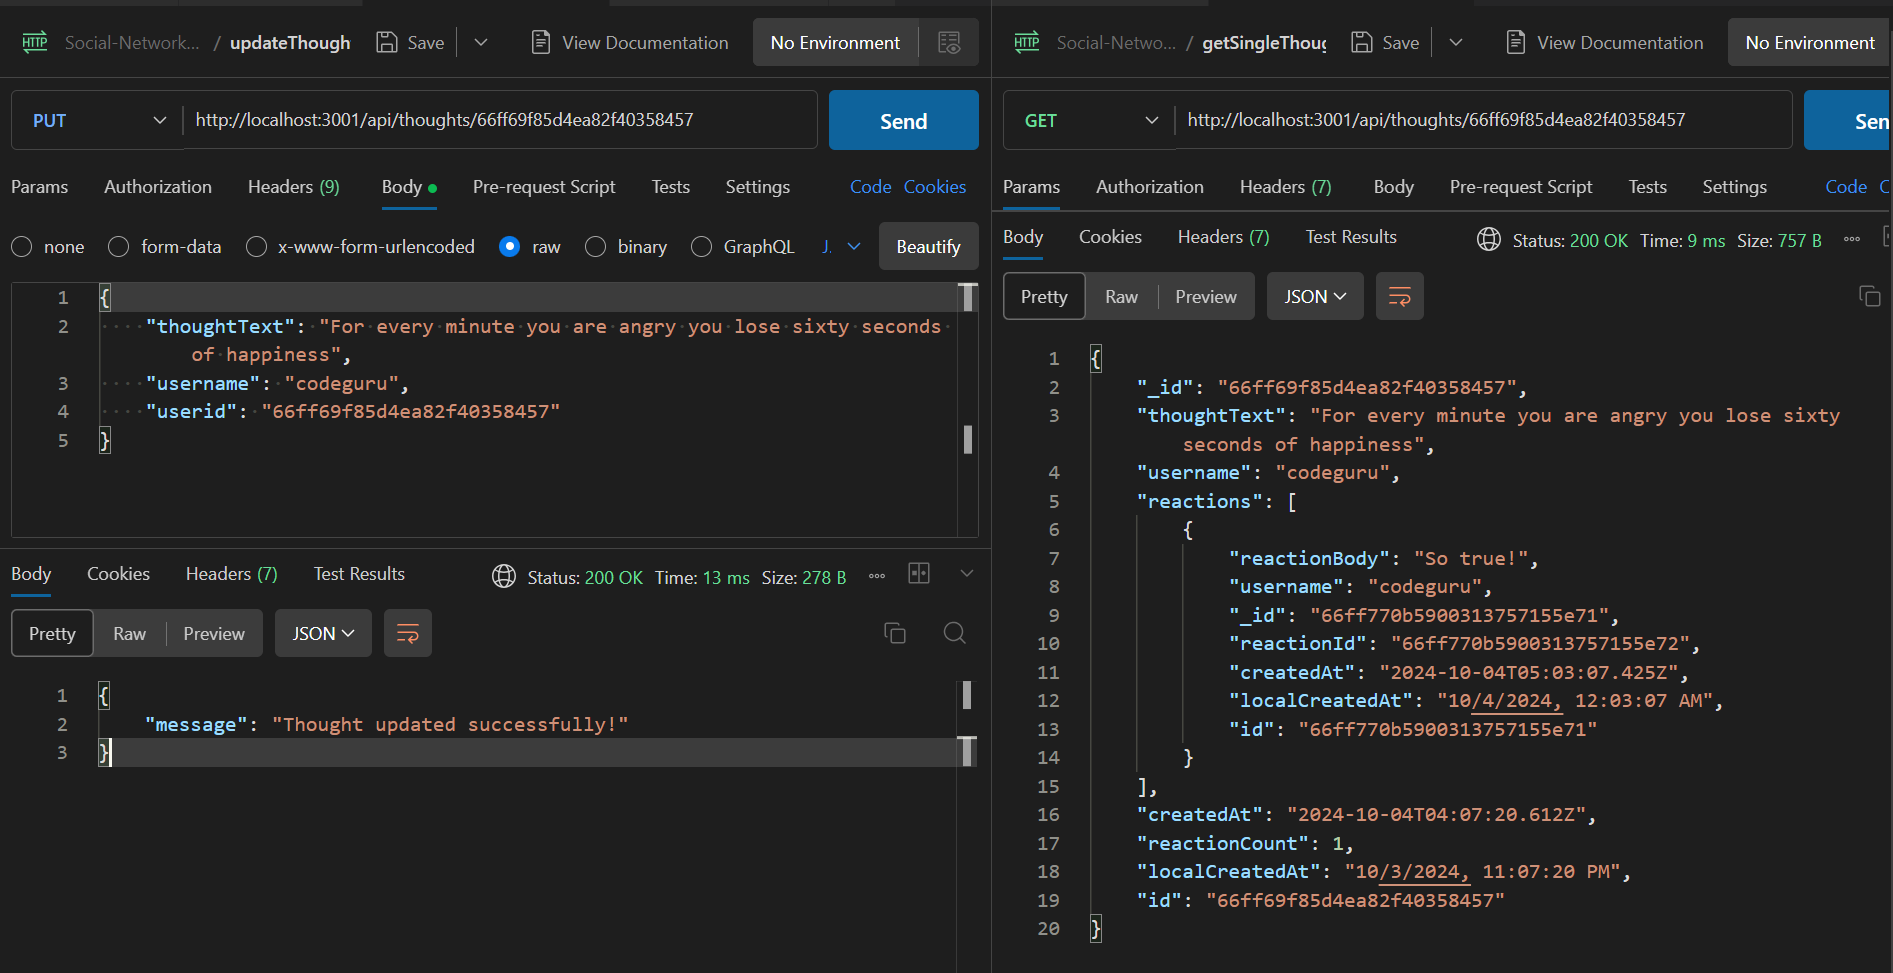 HTTP Social-Network... / updateThough Save View Documentation No Environment
PUT http://localhost:3001/api/thoughts/66ff69f85d4ea82f40358457 Send
Params Authorization Headers (9) Body Pre-request Script Tests Settings Code Cookies
none form-data x-www-form-urlencoded raw binary GraphQL J. Beautify
1 {
2 "thoughtText": "For every minute you are angry you lose sixty seconds
of happiness",
3 "username": "codeguru",
4 "userid": "66ff69f85d4ea82f40358457"
5 }
Body Cookies Headers (7) Test Results Status: 200 OK Time: 13 ms Size: 278 B
Pretty Raw Preview JSON
1 {
2 "message": "Thought updated successfully!"
3 }
HTTP Social-Netwo... / getSingleThoug Save View Documentation No Environment
GET http://localhost:3001/api/thoughts/66ff69f85d4ea82f40358457 Sen
Params Authorization Headers (7) Body Pre-request Script Tests Settings Code C
Body Cookies Headers (7) Test Results Status: 200 OK Time: 9 ms Size: 757 B
Pretty Raw Preview JSON
1 {
2 "_id": "66ff69f85d4ea82f40358457",
3 "thoughtText": "For every minute you are angry you lose sixty
seconds of happiness",
4 "username": "codeguru",
5 "reactions": [
6 {
7 "reactionBody": "So true!",
8 "username": "codeguru",
9 "_id": "66ff770b5900313757155e71",
10 "reactionId": "66ff770b5900313757155e72",
11 "createdAt": "2024-10-04T05:03:07.425Z",
12 "localCreatedAt": "10/4/2024, 12:03:07 AM",
13 "id": "66ff770b5900313757155e71"
14 }
15 ],
16 "createdAt": "2024-10-04T04:07:20.612Z",
17 "reactionCount": 1,
18 "localCreatedAt": "10/3/2024, 11:07:20 PM",
19 "id": "66ff69f85d4ea82f40358457"
20 }